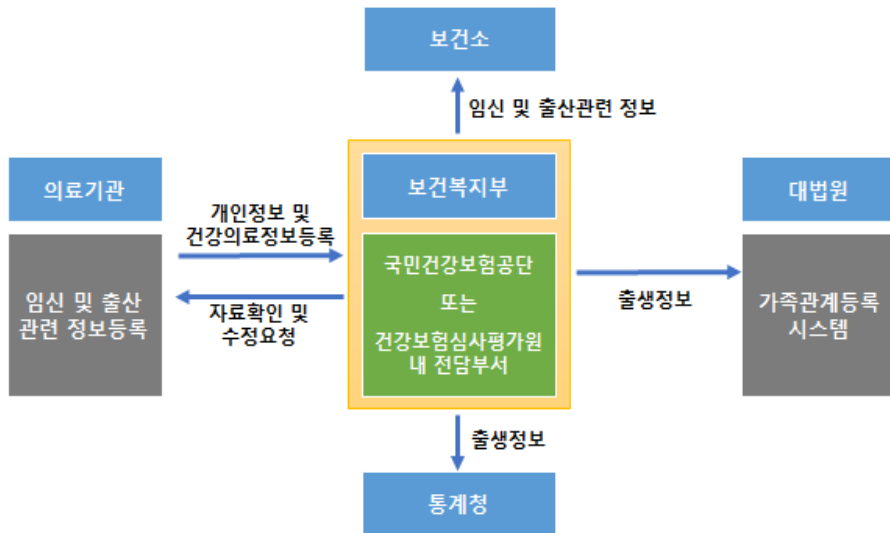 보건소
임신 및 출산관련 정보
의료기관
보건복지부
대법원
개인정보 및
건강의료정보등록
임신 및 출산
관련 정보등록
자료확인 및
수정요청
국민건강보험공단
또는
건강보험심사평가원
내 전담부서
출생정보
가족관계등록
시스템
출생정보
통계청